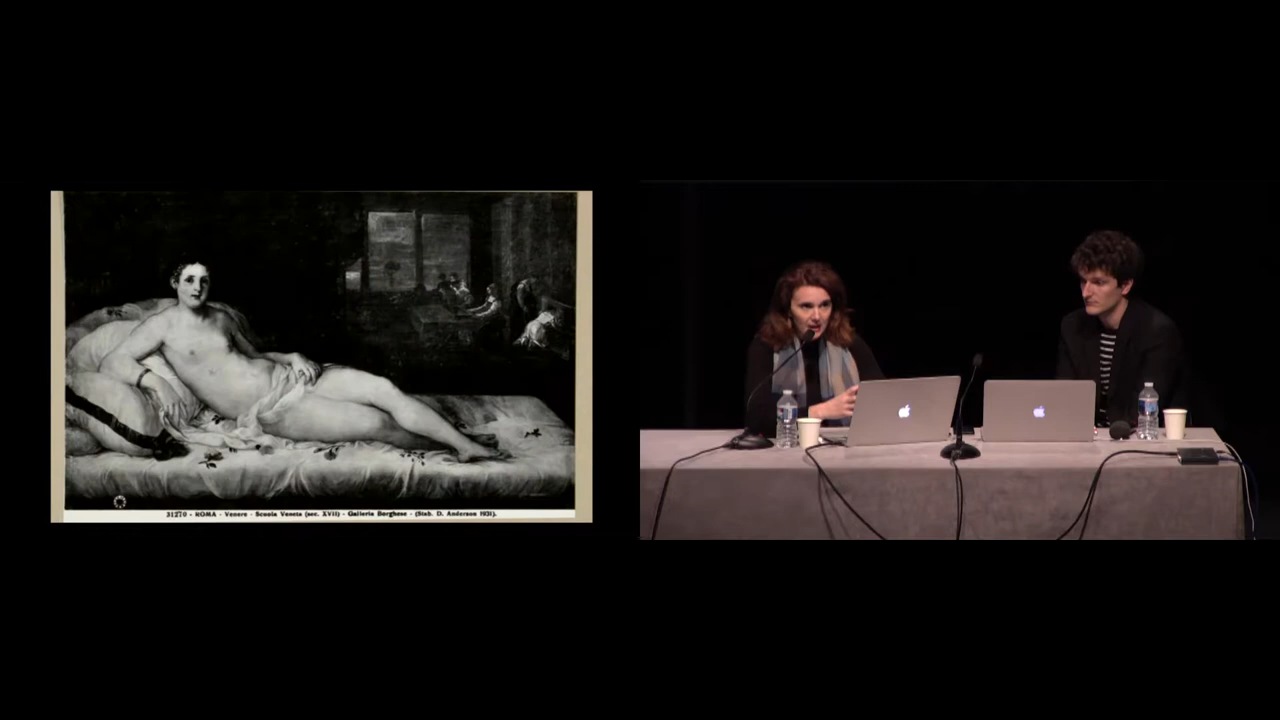 31270 - ROMA - Venere - Scuola Veneta (sec. XVII) - Galleria Borghese - (Stab. D. Anderson 1931).